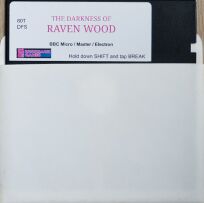 THE DARKNESS OF
RAVEN WOOD
80T
DFS
BBC Micro / Master / Electron
Hold down SHIFT and tap BREAK